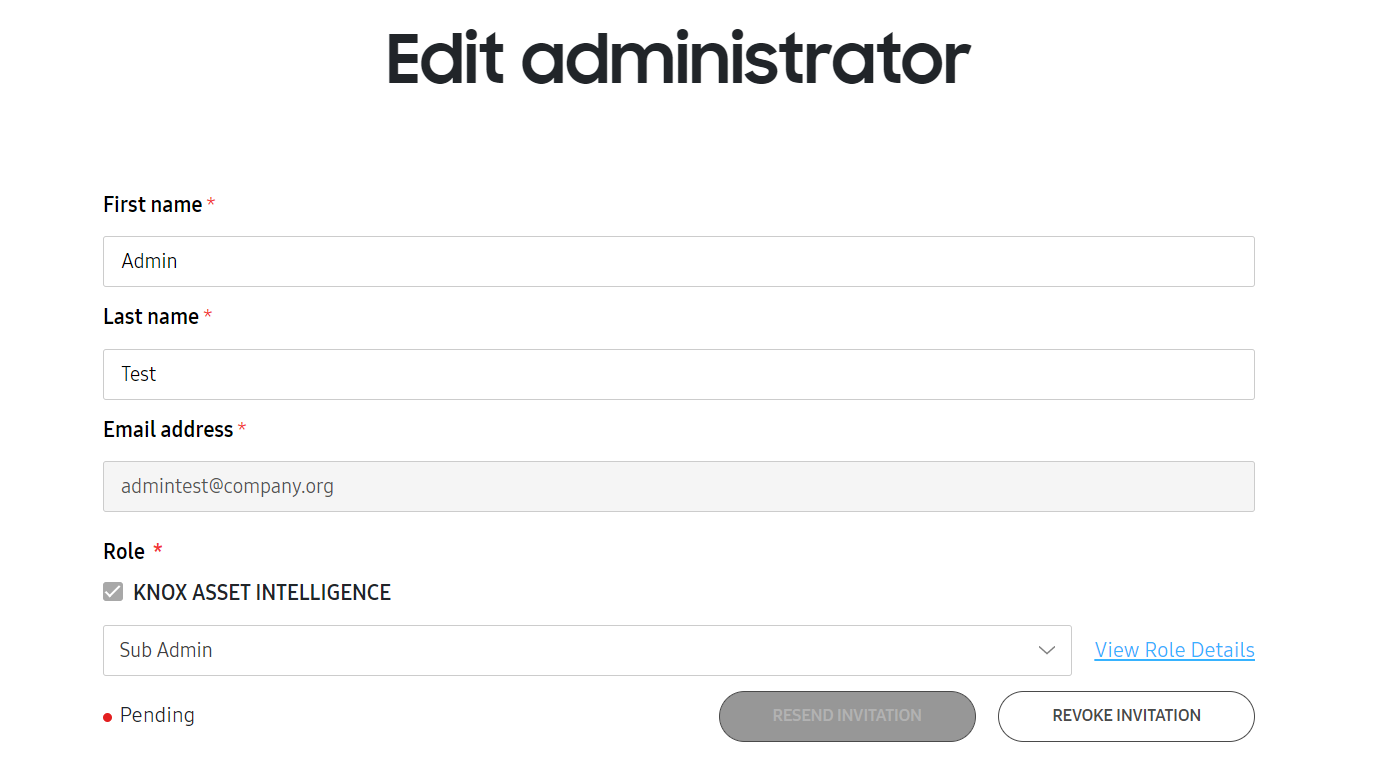 Edit administrator
First name *
Admin
Last name *
Test
Email address *
admintest@company.org
Role *
KNOX ASSET INTELLIGENCE
Sub Admin
View Role Details
Pending
RESEND INVITATION
REVOKE INVITATION